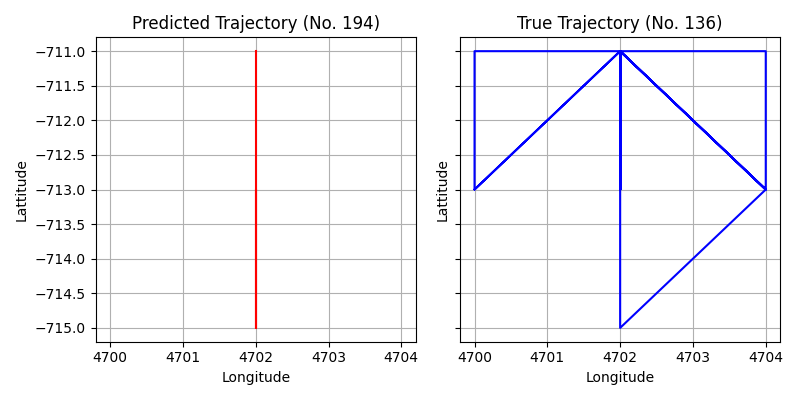 Predicted Trajectory (No. 194)
−711.0
−711.5
−712.0
−712.5
−713.0
−713.5
−714.0
−714.5
−715.0
Lattitude
4700 4701 4702 4703 4704
Longitude
True Trajectory (No. 136)
Lattitude
4700 4701 4702 4703 4704
Longitude